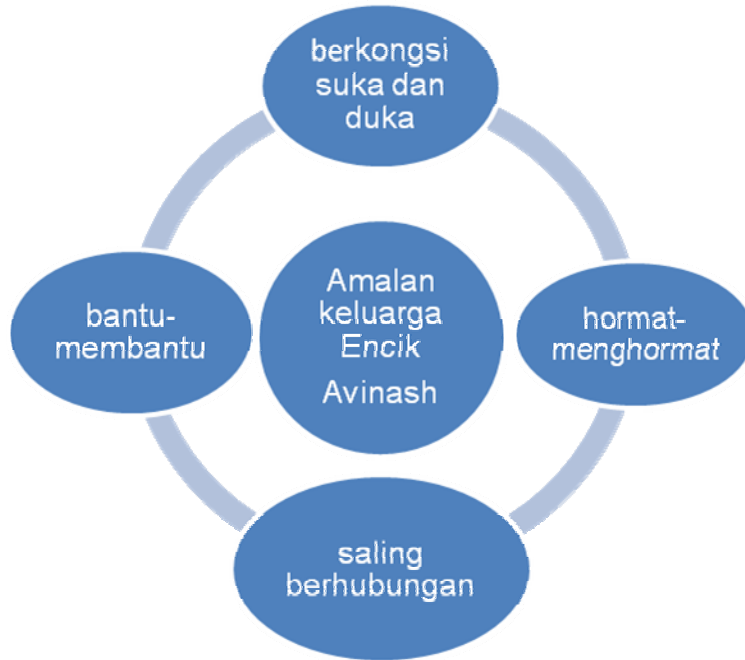 berkongsi
suka dan
duka
bantu-
membantu
Amalan
keluarga
Encik
Avinash
hormat-
menghormat
saling
berhubungan